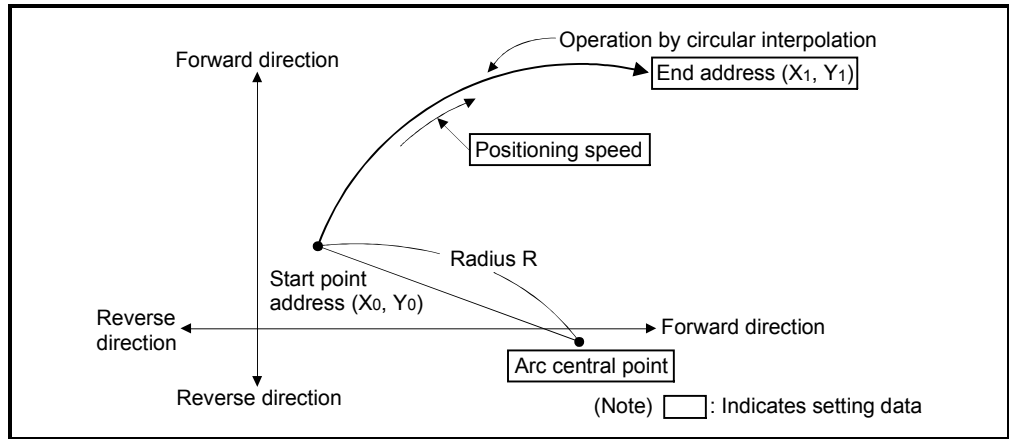 Operation by circular interpolation
Forward direction
End address (X1, Y1)
Positioning speed
Radius R
Start point
address (X0, Y0)
Reverse
direction
Forward direction
Arc central point
Reverse direction
(Note) : Indicates setting data